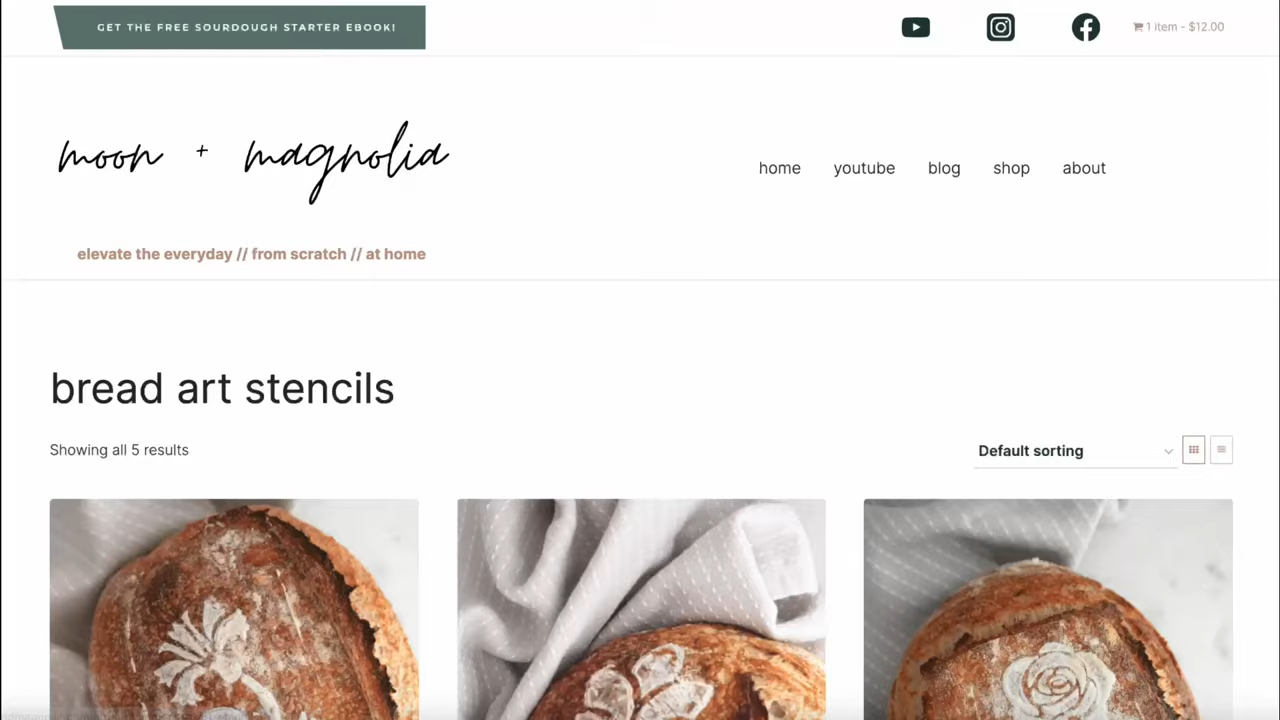 GET THE FREE SOURDOUGH STARTER EBOOK!
1 item - $12.00
moon + magnolia
home youtube blog shop about
elevate the everyday // from scratch // at home
bread art stencils
Showing all 5 results
Default sorting